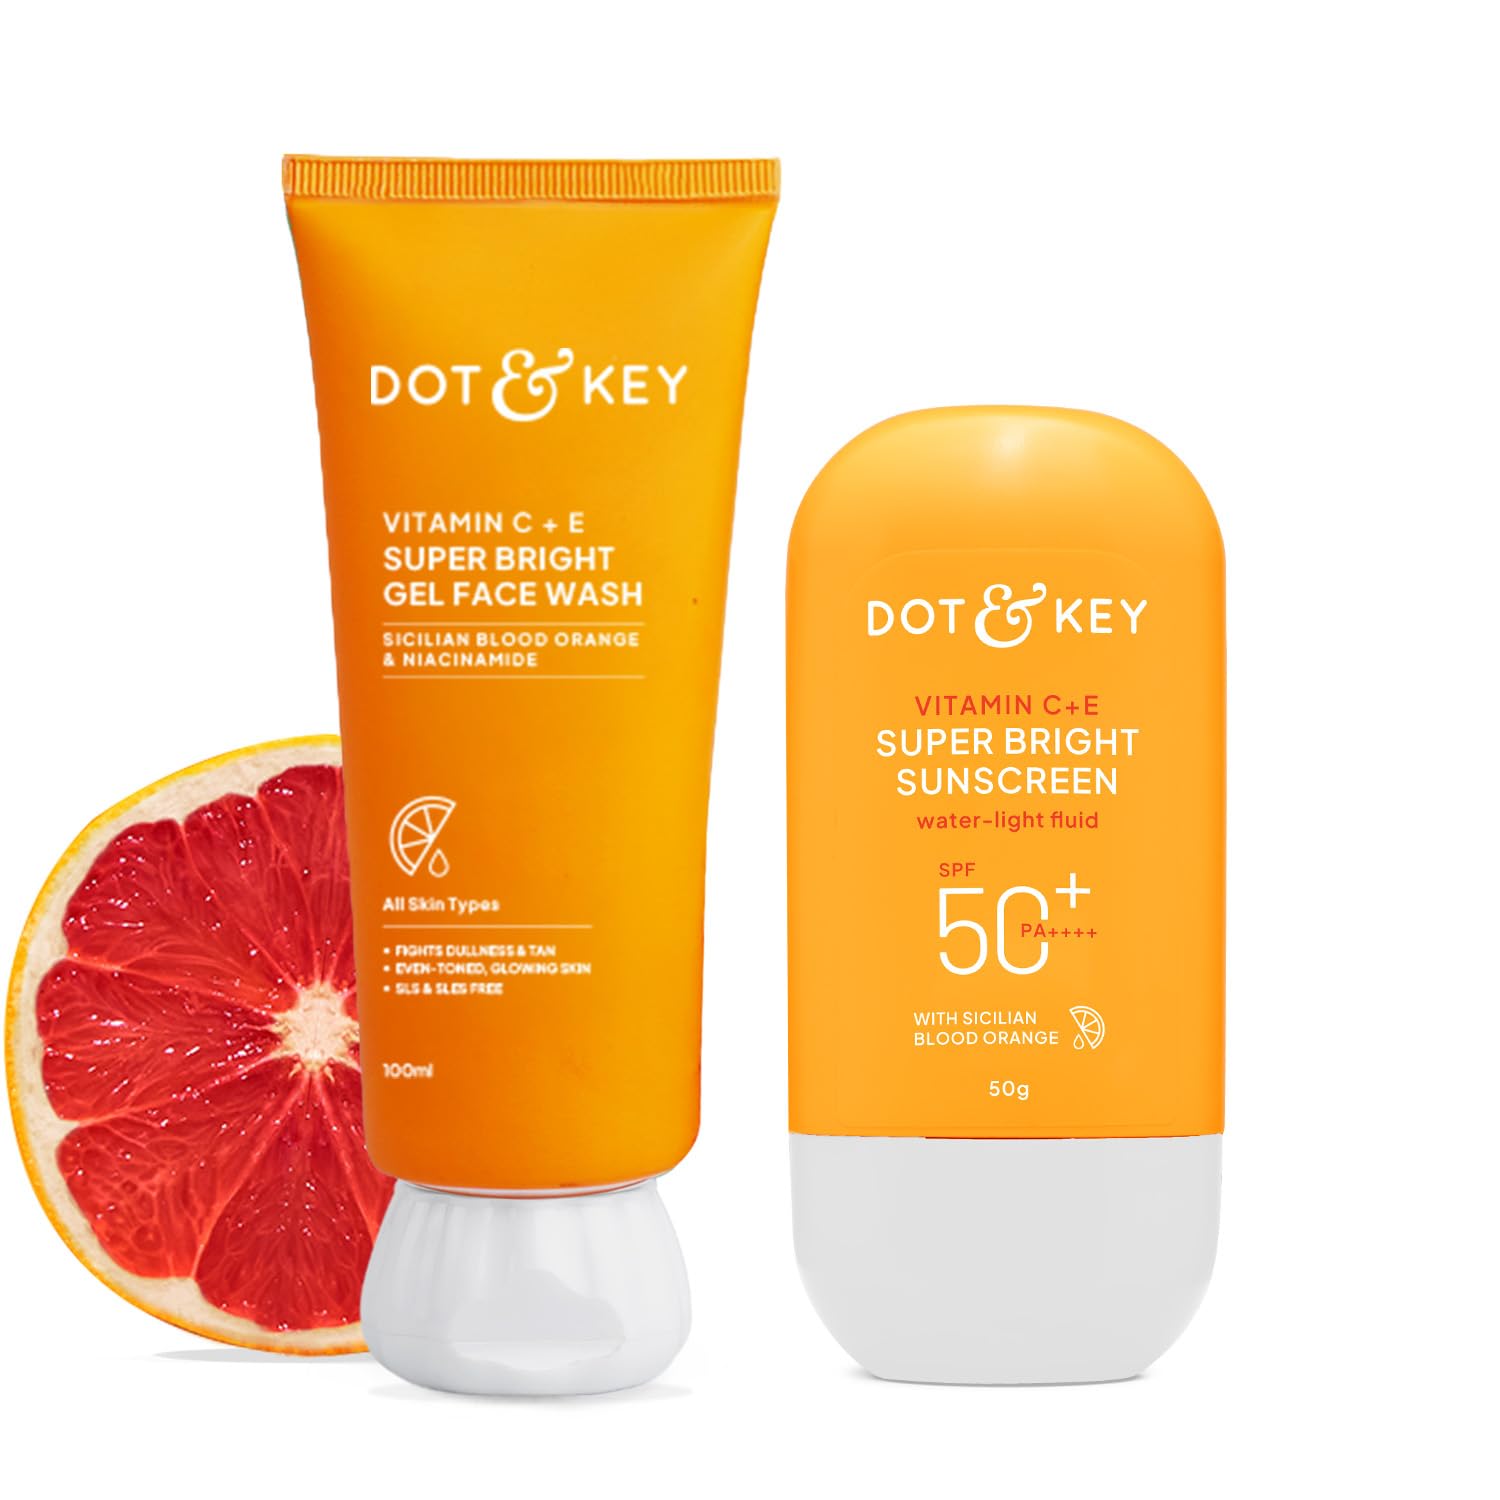 DOT & KEY
VITAMIN C + E
SUPER BRIGHT
GEL FACE WASH
SICILIAN BLOOD ORANGE
& NIACINAMIDE
All Skin Types
• FIGHTS DULLNESS & TAN
• EVEN-TONED, GLOWING SKIN
• SLS & SLES FREE
100ml
DOT & KEY
VITAMIN C+E
SUPER BRIGHT
SUNSCREEN
water-light fluid
SPF
50+
PA++++
WITH SICILIAN
BLOOD ORANGE
50g